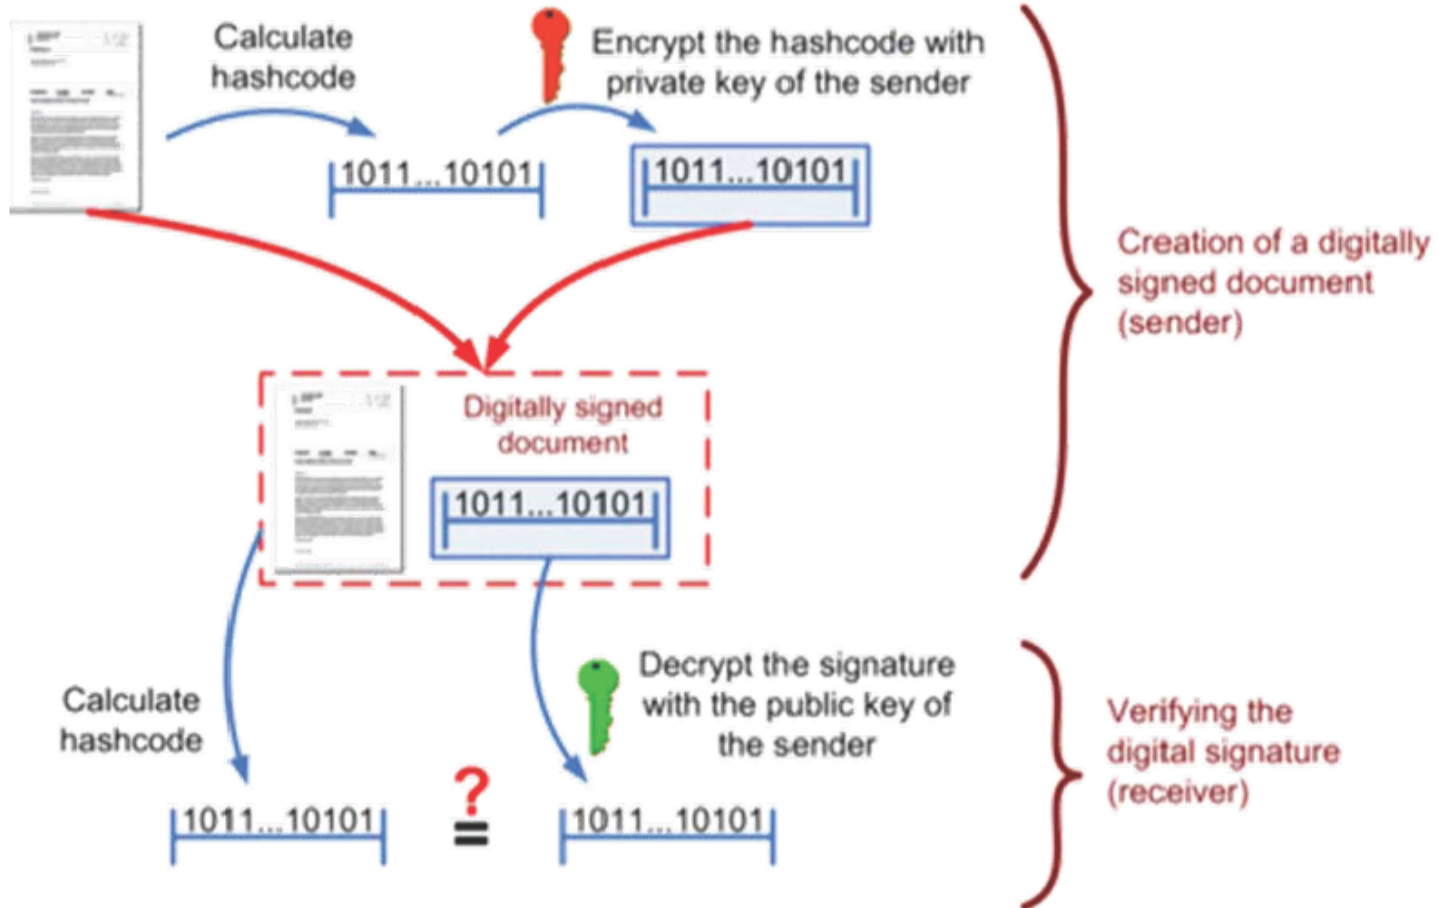 Calculate
hashcode
Encrypt the hashcode with
private key of the sender
1011...10101
1011...10101
Creation of a digitally
signed document
(sender)
Digitally signed
document
1011...10101
Calculate
hashcode
Decrypt the signature
with the public key of
the sender
Verifying the
digital signature
(receiver)
1011...10101
?
=
1011...10101